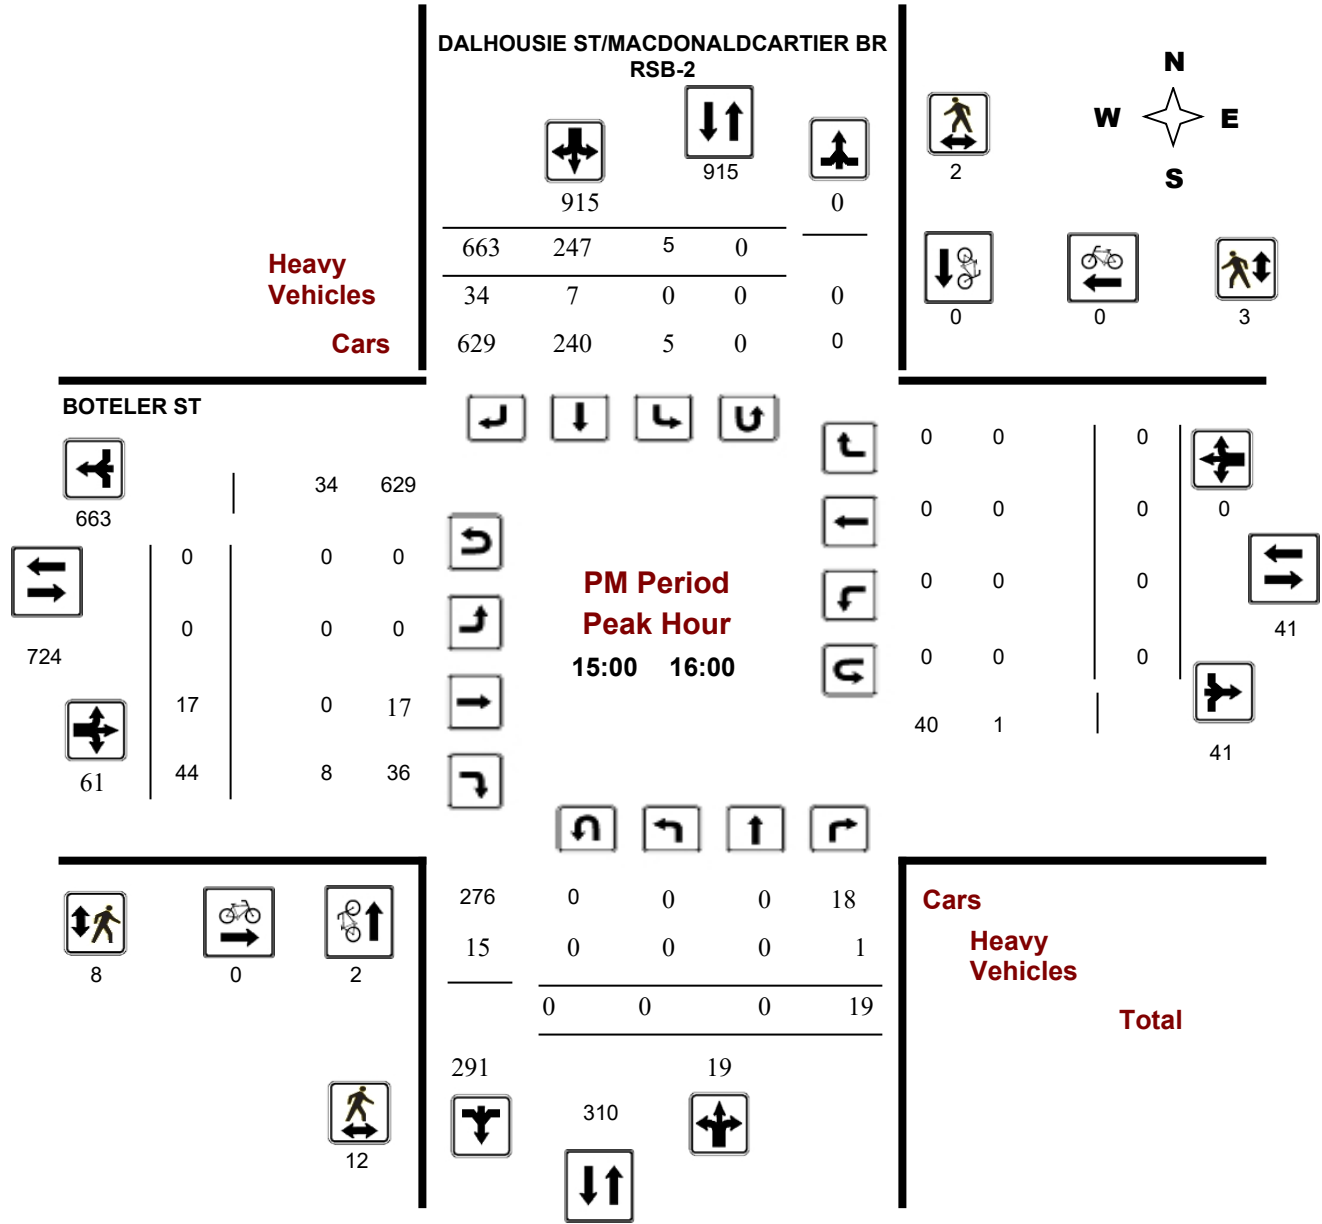 DALHOUSIE ST/MACDONALDCARTIER BR
RSB-2
N
W E
S
915
2
915 0
663 247 5 0
Heavy
Vehicles
34 7 0 0 0
0 0 3
Cars
629 240 5 0 0
BOTELER ST
0 0 0
34 629
663
0 0 0 0
0 0 0
PM Period
0 0 0
Peak Hour
0 0 0
41
724
15:00 16:00
0 0 0
17 0 17
40 1
41
61
44 8 36
276 0 0 0 18
Cars
15 0 0 0 1
Heavy
Vehicles
8 0 2
0 0 0 19
Total
291 19
310
12